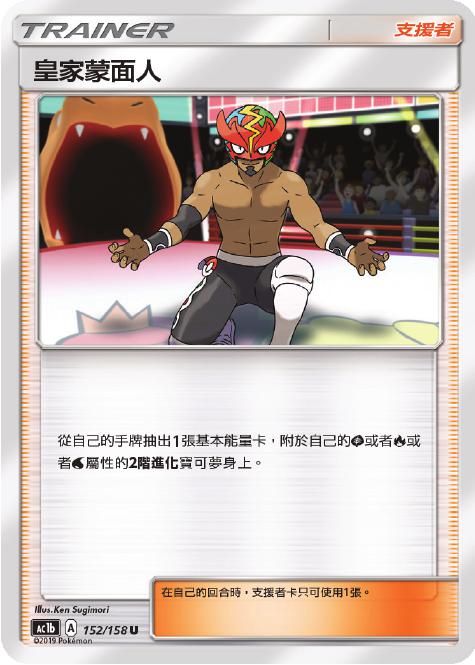 TRAINER
支援者
皇家蒙面人
從自己的手牌抽出1張基本能量卡,附於自己的或者或
者屬性的2階進化寶可夢身上。
在自己的回合時,支援者卡只可使用1張。
Illus.Ken Sugimori
AC1b A 152/158 U
©2019 Pokémon